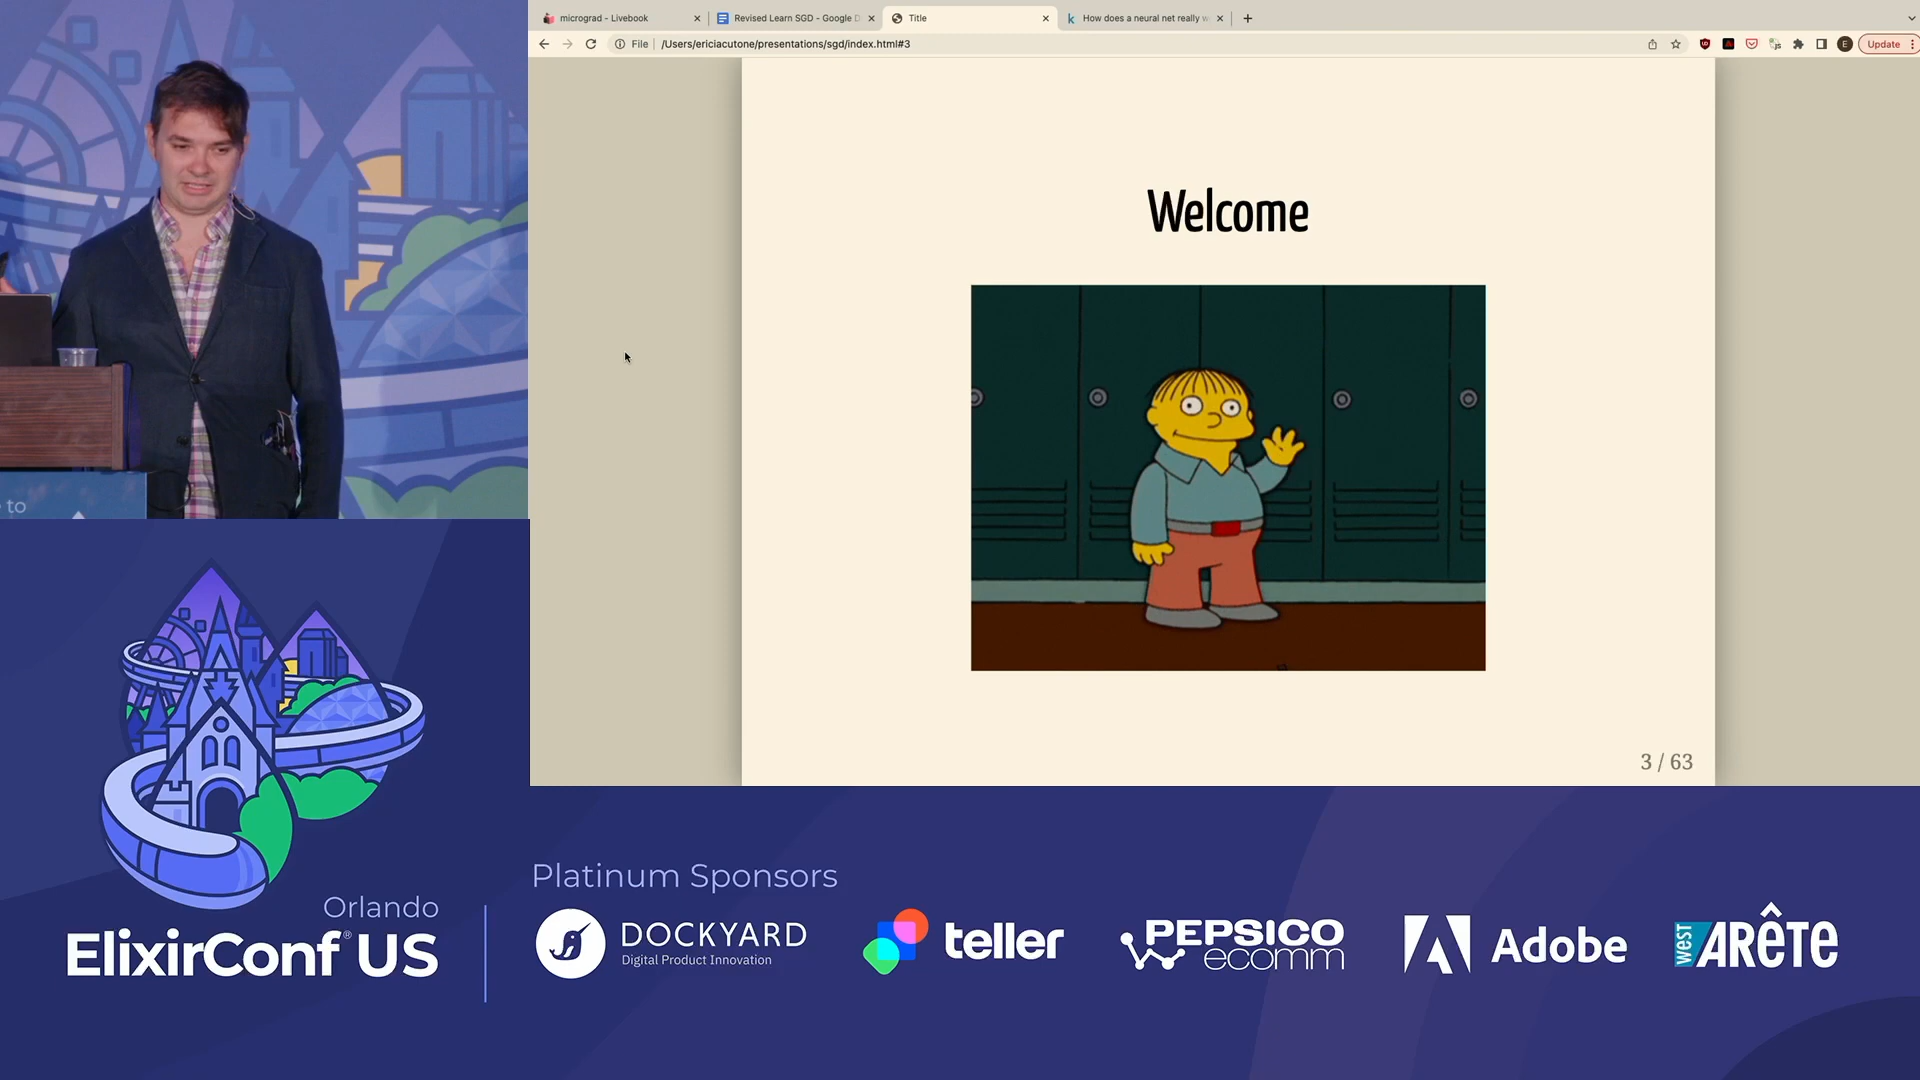 micrograd - Livebook
Revised Learn SGD - Google D
Title
How does a neural net really w
File
/Users/ericiacutone/presentations/sgd/index.html#3
E
Update
Welcome
3 / 63
e to
Orlando
ElixirConf® US
Platinum Sponsors
DOCKYARD
Digital Product Innovation
teller
PEPSICO
ecomm
Adobe
west
ARÊTE